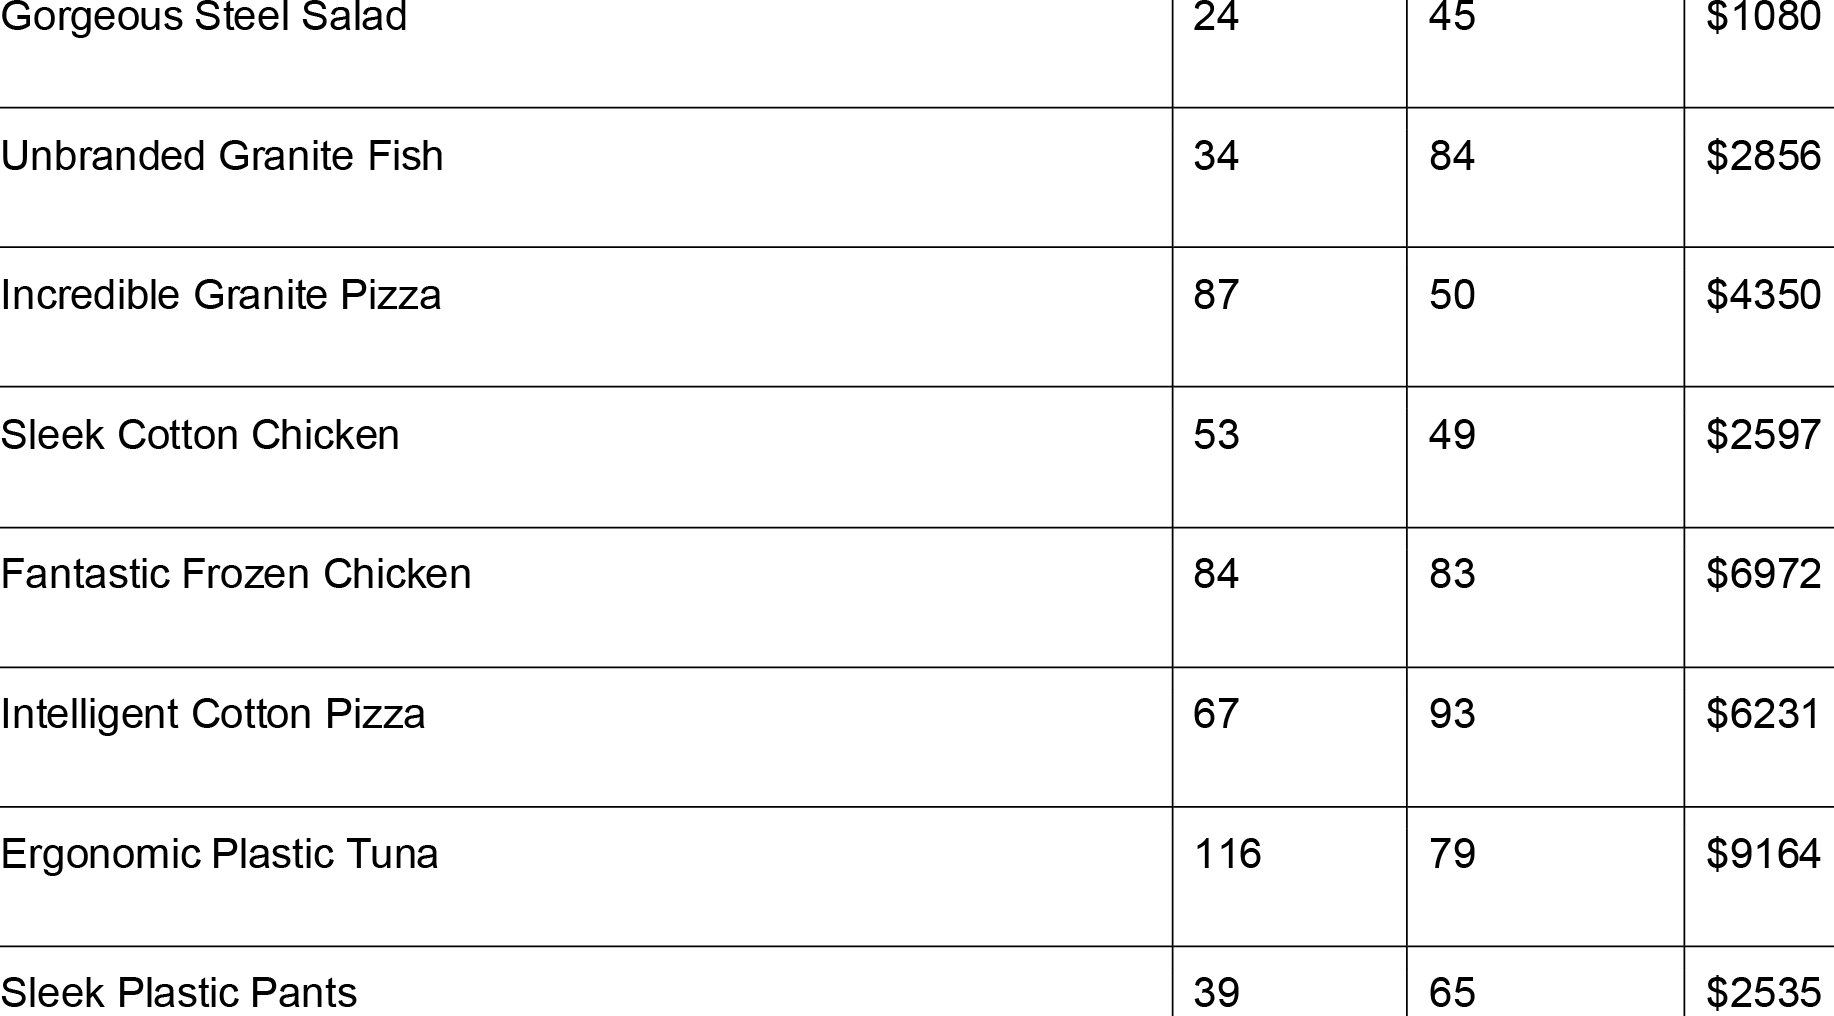 Gorgeous Steel Salad 24 45 $1080
Unbranded Granite Fish 34 84 $2856
Incredible Granite Pizza 87 50 $4350
Sleek Cotton Chicken 53 49 $2597
Fantastic Frozen Chicken 84 83 $6972
Intelligent Cotton Pizza 67 93 $6231
Ergonomic Plastic Tuna 116 79 $9164
Sleek Plastic Pants 39 65 $2535